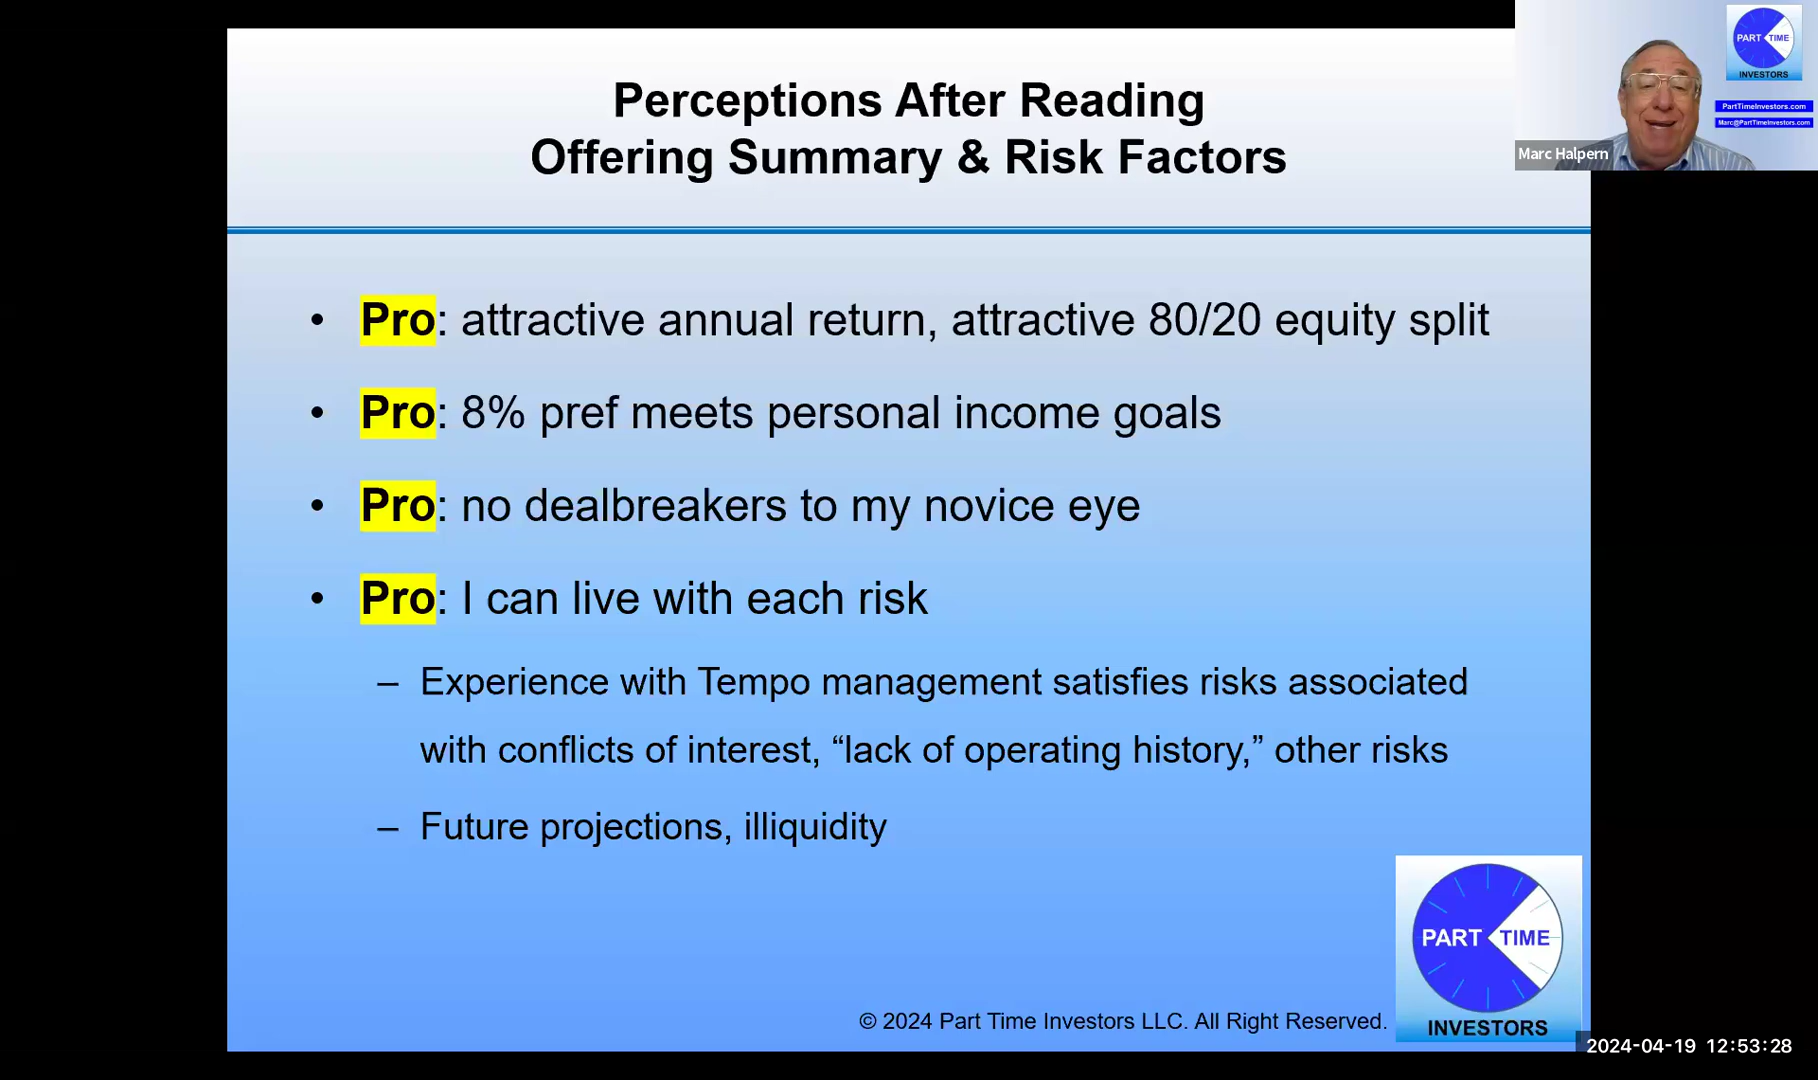 Perceptions After Reading
Offering Summary & Risk Factors
PART TIME
INVESTORS
PartTimeInvestors.com
Marc@PartTimeInvestors.com
Marc Halpern
• Pro: attractive annual return, attractive 80/20 equity split
• Pro: 8% pref meets personal income goals
• Pro: no dealbreakers to my novice eye
• Pro: I can live with each risk
– Experience with Tempo management satisfies risks associated
with conflicts of interest, “lack of operating history,” other risks
– Future projections, illiquidity
PART TIME
INVESTORS
© 2024 Part Time Investors LLC. All Right Reserved.
2024-04-19 12:53:28